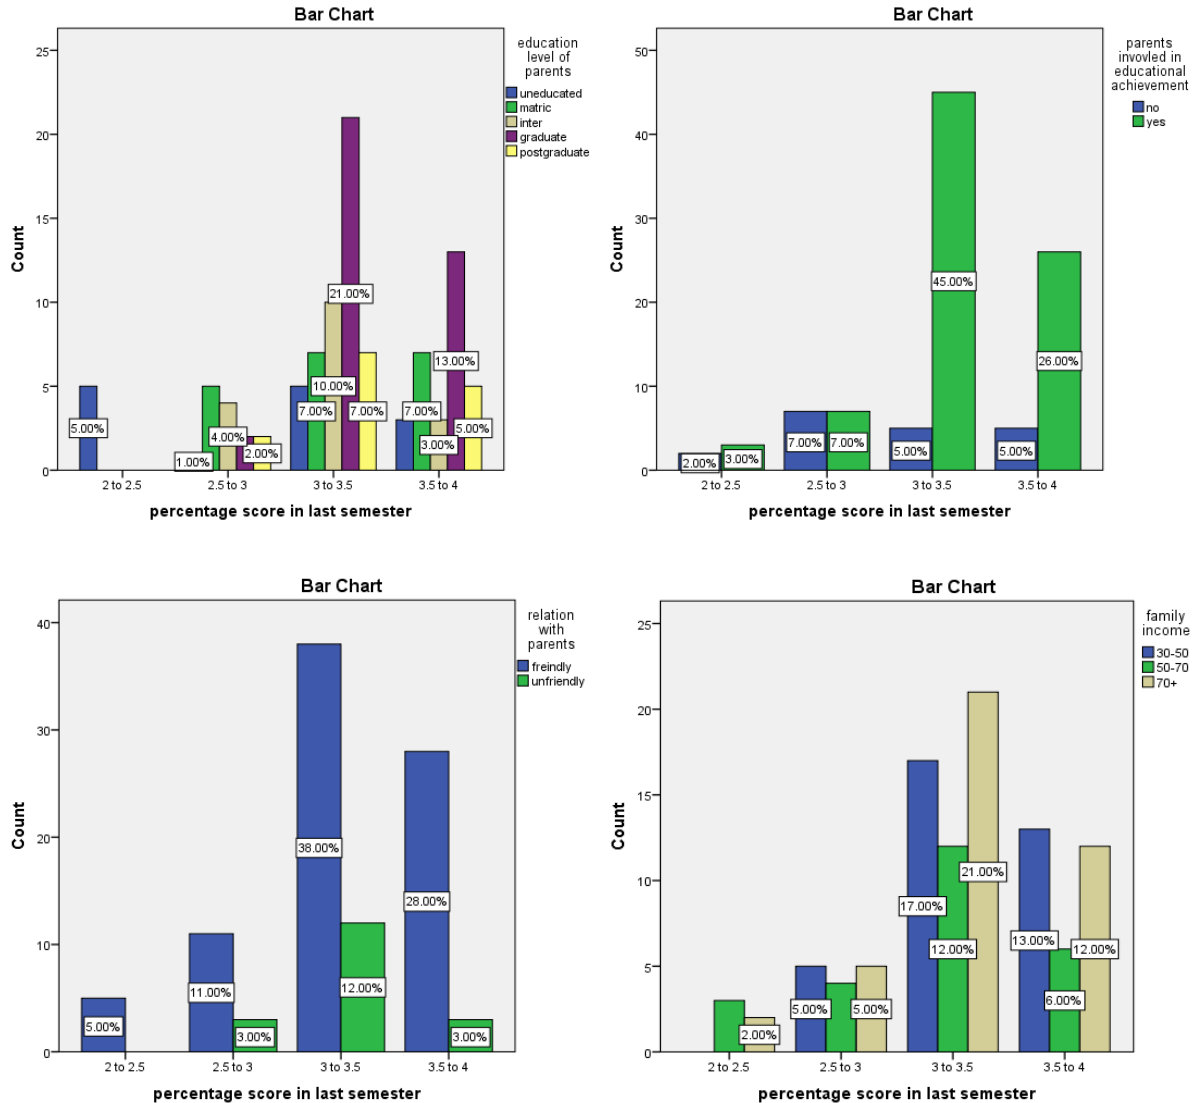 Bar Chart
25
20
15
10
5
0
Count
5.00%
1.00%
4.00%
2.00%
7.00%
10.00%
21.00%
7.00%
7.00%
3.00%
13.00%
5.00%
2 to 2.5
2.5 to 3
3 to 3.5
3.5 to 4
percentage score in last semester
education
level of
parents
uneducated
matric
inter
graduate
postgraduate
Bar Chart
50
40
30
20
10
0
Count
2.00%
3.00%
7.00%
7.00%
5.00%
45.00%
5.00%
26.00%
2 to 2.5
2.5 to 3
3 to 3.5
3.5 to 4
percentage score in last semester
parents
invovled in
educational
achievement
no
yes
Bar Chart
40
30
20
10
0
Count
5.00%
11.00%
3.00%
38.00%
12.00%
28.00%
3.00%
2 to 2.5
2.5 to 3
3 to 3.5
3.5 to 4
percentage score in last semester
relation
with
parents
freindly
unfriendly
Bar Chart
25
20
15
10
5
0
Count
2.00%
5.00%
5.00%
17.00%
12.00%
21.00%
13.00%
6.00%
12.00%
2 to 2.5
2.5 to 3
3 to 3.5
3.5 to 4
percentage score in last semester
family
income
30-50
50-70
70+